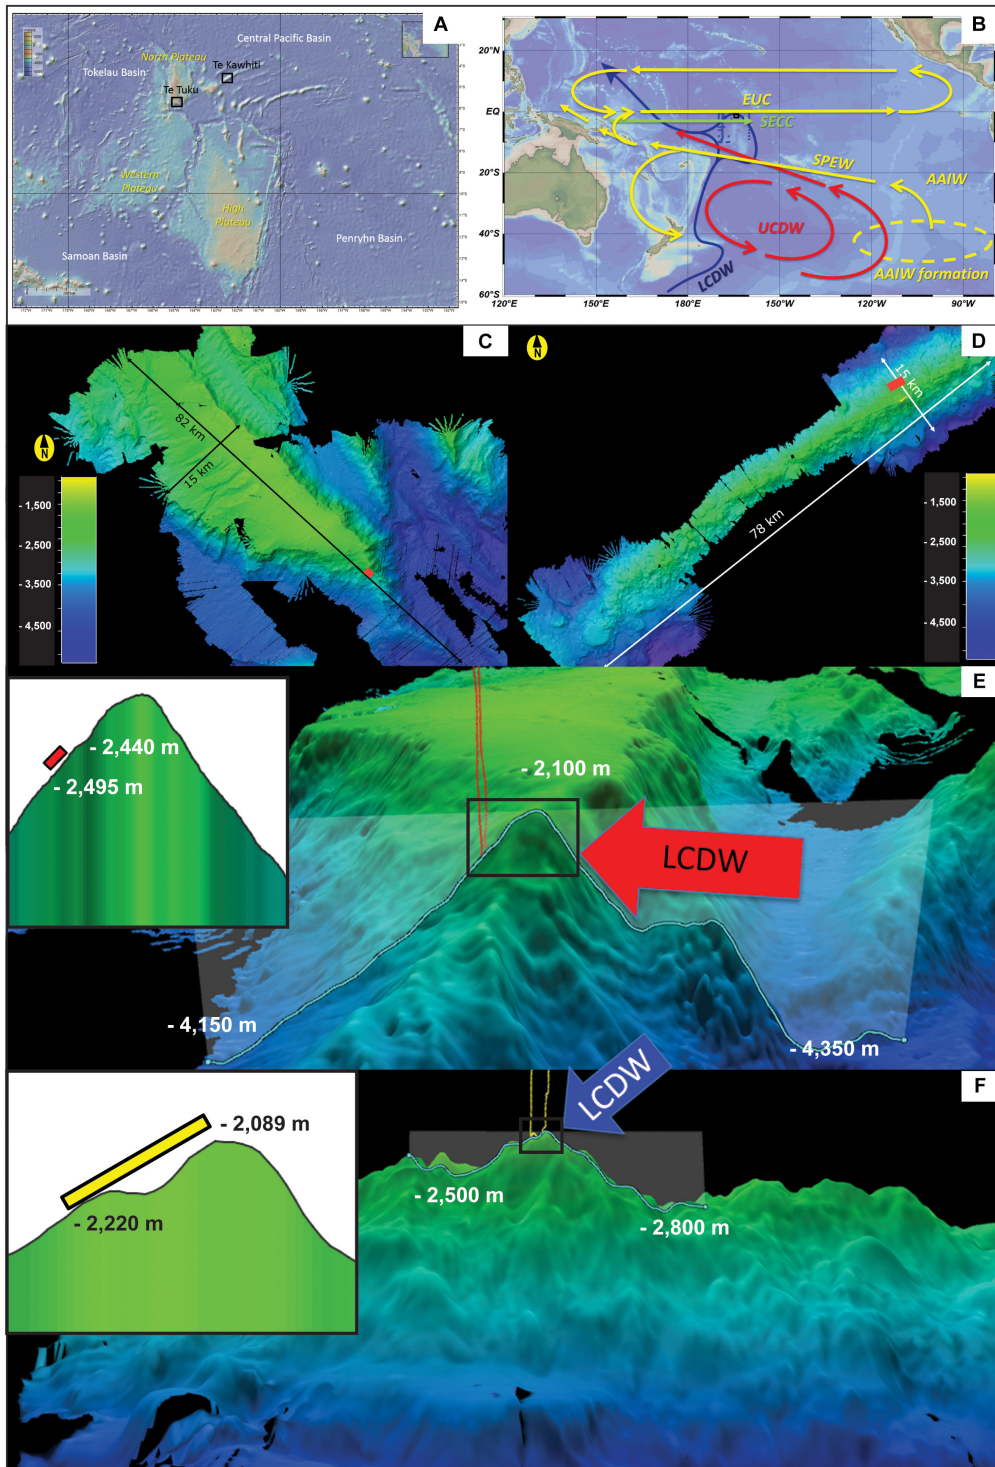 A
Central Pacific Basin
North Plateau
Te Kawhiti
Tokelau Basin
Te Tuku
Western
Plateau
High
Plateau
Penryhn Basin
Samoan Basin
B
20°N
EQ
20°S
40°S
60°S
120°E
150°E
180°W
150°W
120°W
90°W
EUC
SECC
SPEW
AAIW
UCDW
AAIW formation
LCDW
C
N
82 km
15 km
- 1,500
- 2,500
- 3,500
- 4,500
D
N
15 km
78 km
- 1,500
- 2,500
- 3,500
- 4,500
E
- 2,440 m
- 2,495 m
- 2,100 m
LCDW
- 4,150 m
- 4,350 m
F
LCDW
- 2,089 m
- 2,220 m
- 2,500 m
- 2,800 m